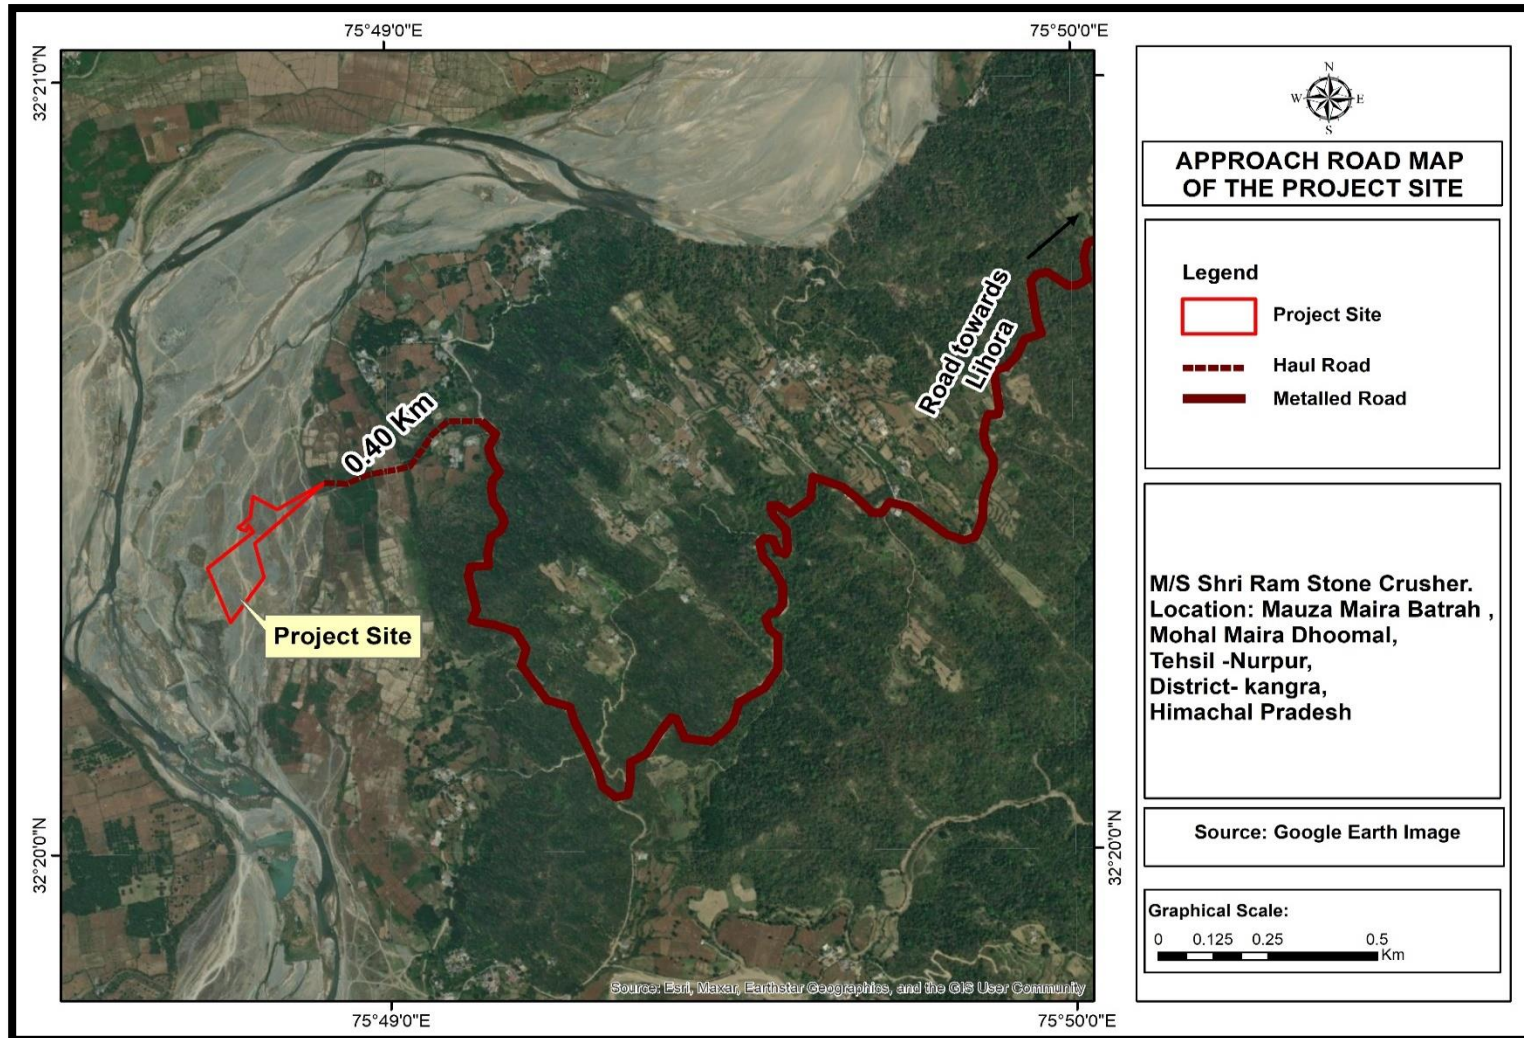 75°49'0"E
75°50'0"E
32°21'0"N
N
W
E
S
APPROACH ROAD MAP
OF THE PROJECT SITE
Legend
Project Site
Haul Road
Metalled Road
Road towards
Lihora
0.40 Km
Project Site
M/S Shri Ram Stone Crusher.
Location: Mauza Maira Batrah ,
Mohal Maira Dhoomal,
Tehsil -Nurpur,
District- kangra,
Himachal Pradesh
32°20'0"N
32°20'0"N
Source: Google Earth Image
Graphical Scale:
0 0.125 0.25 0.5
Km
Source: Esri, Maxar, Earthstar Geographics, and the GIS User Community
75°49'0"E
75°50'0"E